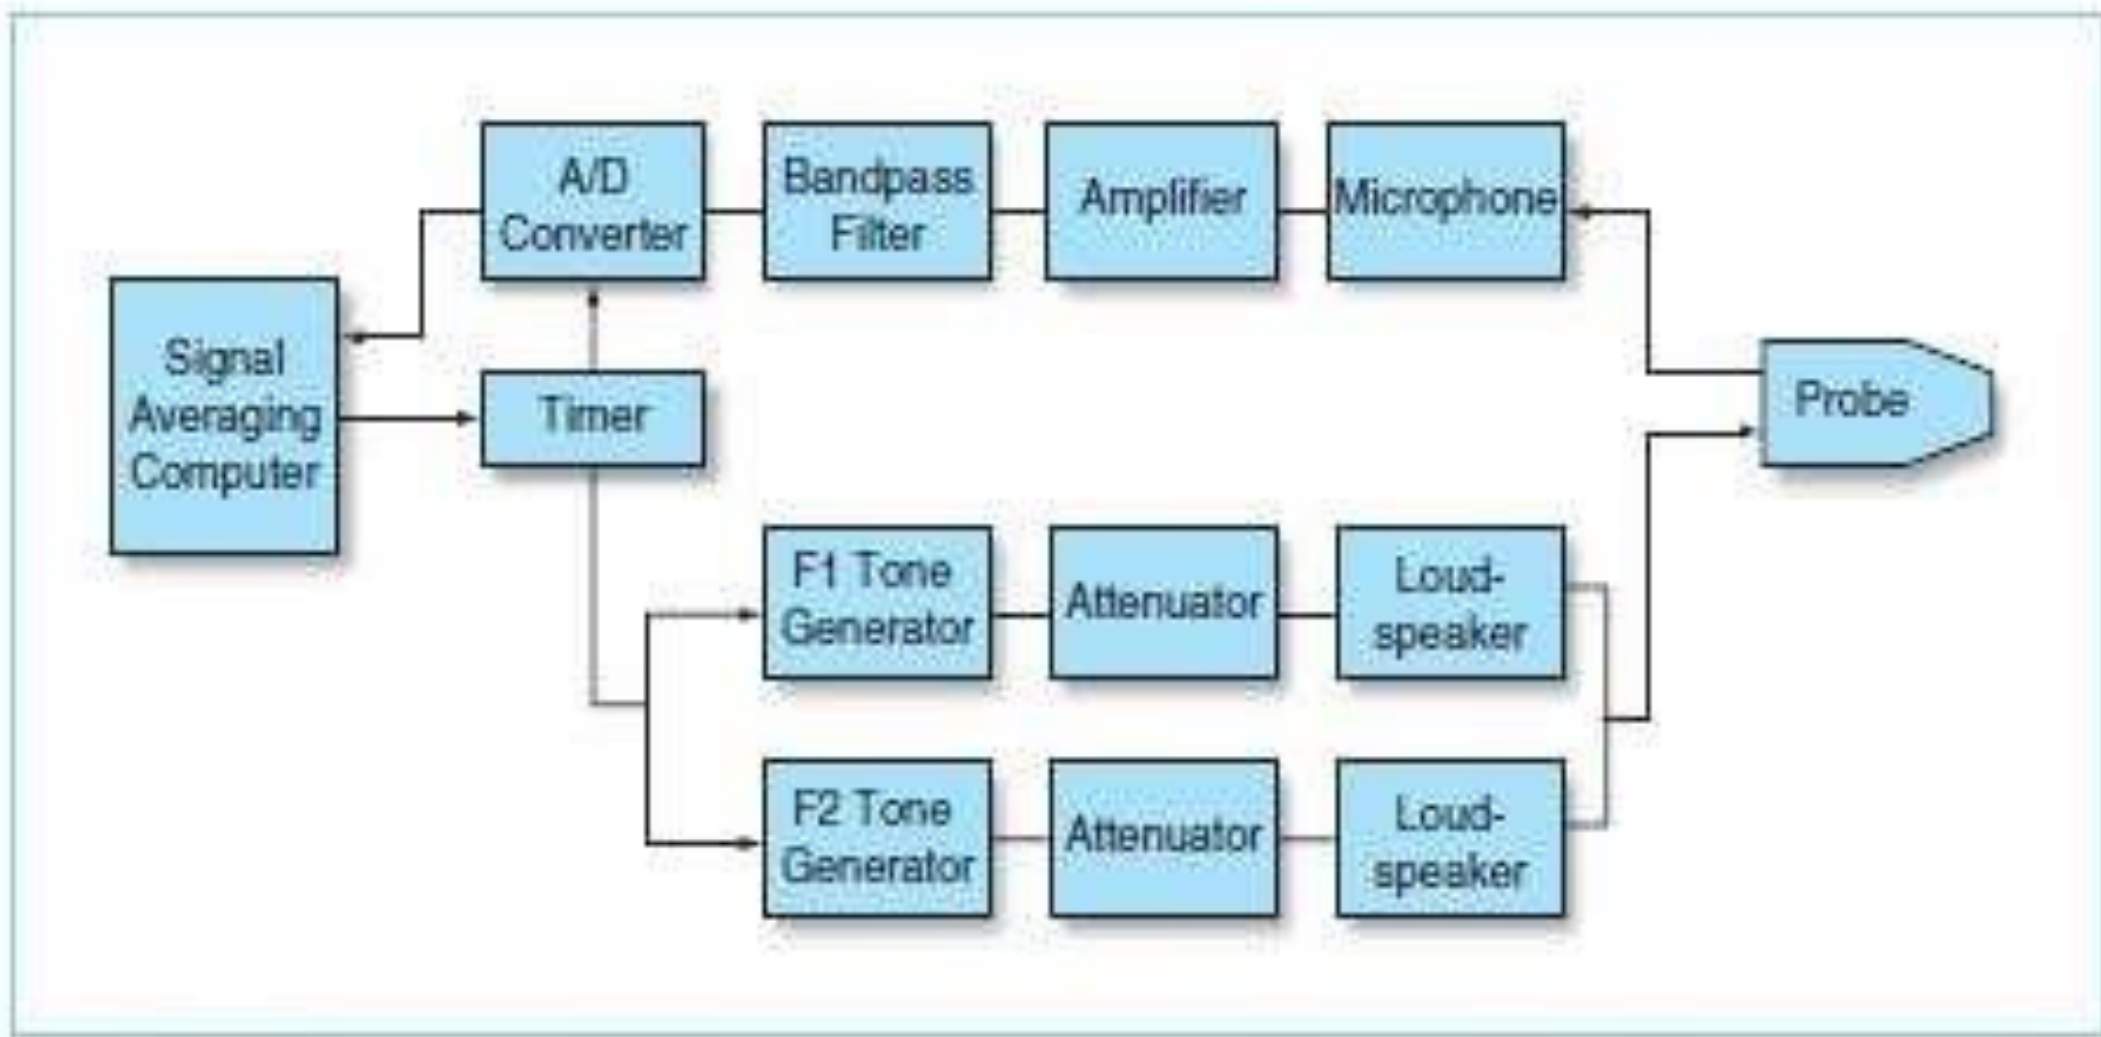 A/D
Converter
Bandpass
Filter
Amplifier
Microphone
Signal
Averaging
Computer
Timer
Probe
F1 Tone
Generator
Attenuator
Loud-
speaker
F2 Tone
Generator
Attenuator
Loud-
speaker